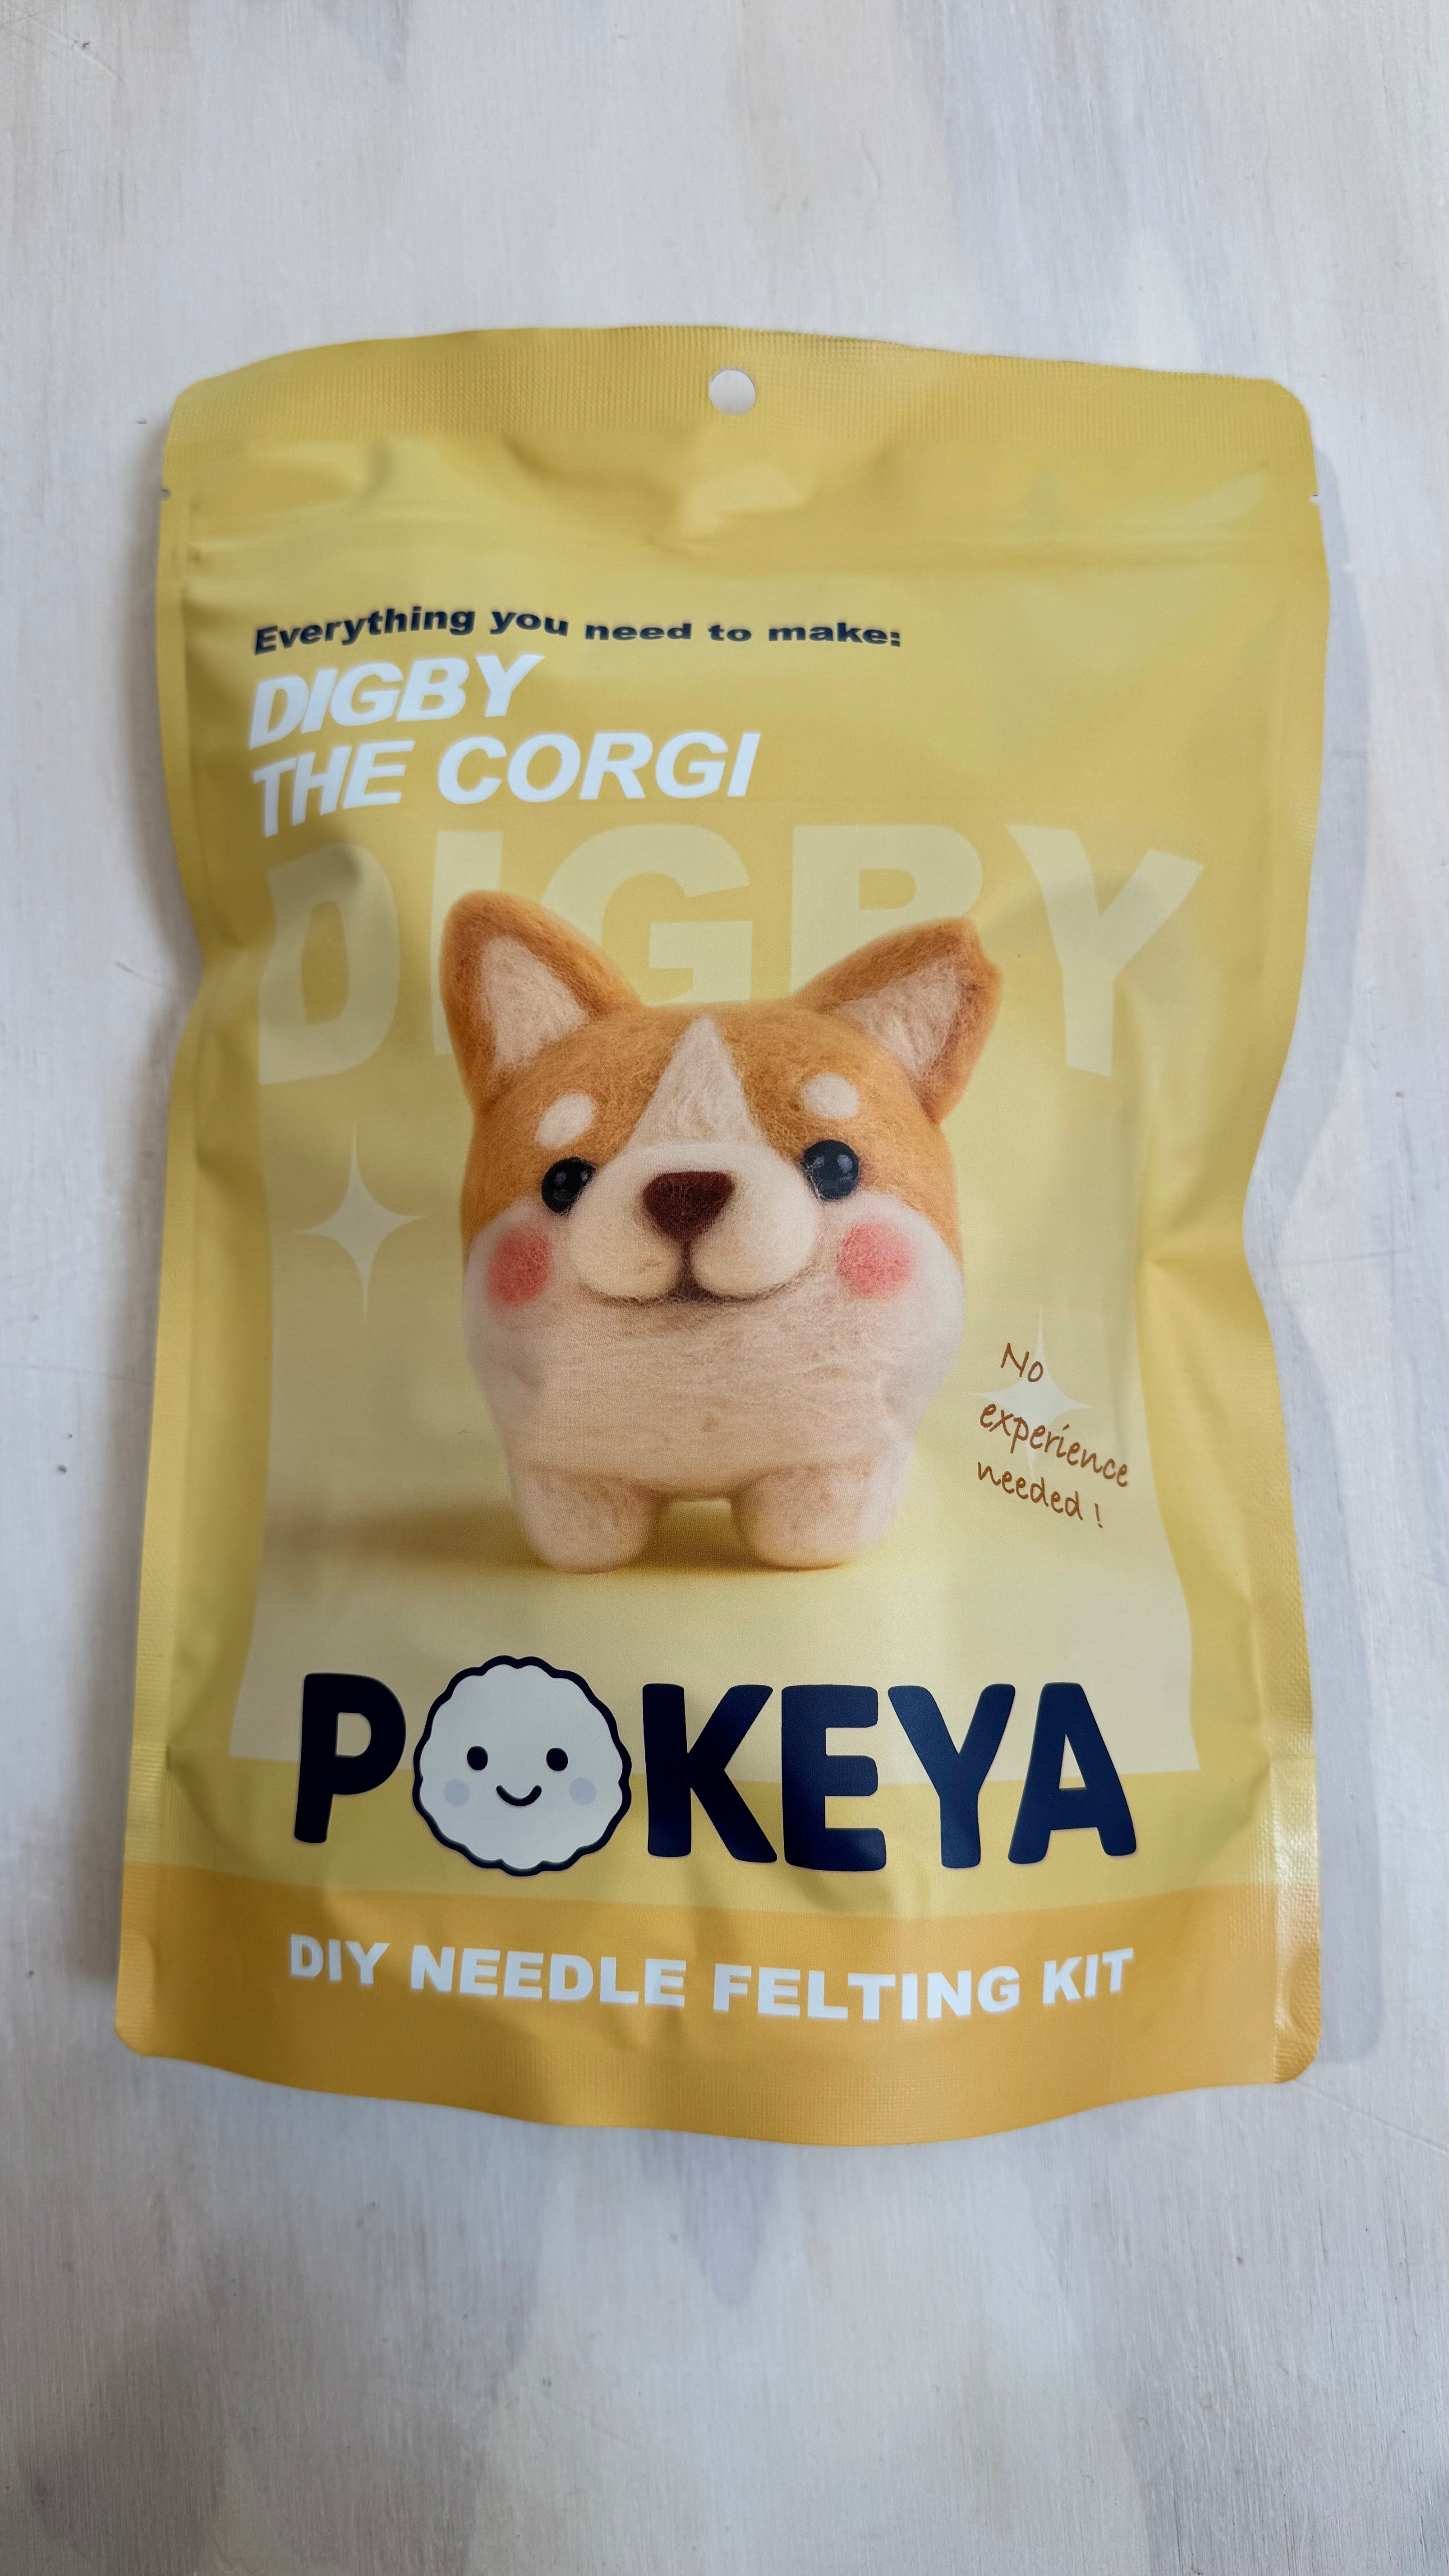 Everything you need to make:
DIGBY
THE CORGI
DIGBY
No
experience
needed!
POKEYA
DIY NEEDLE FELTING KIT